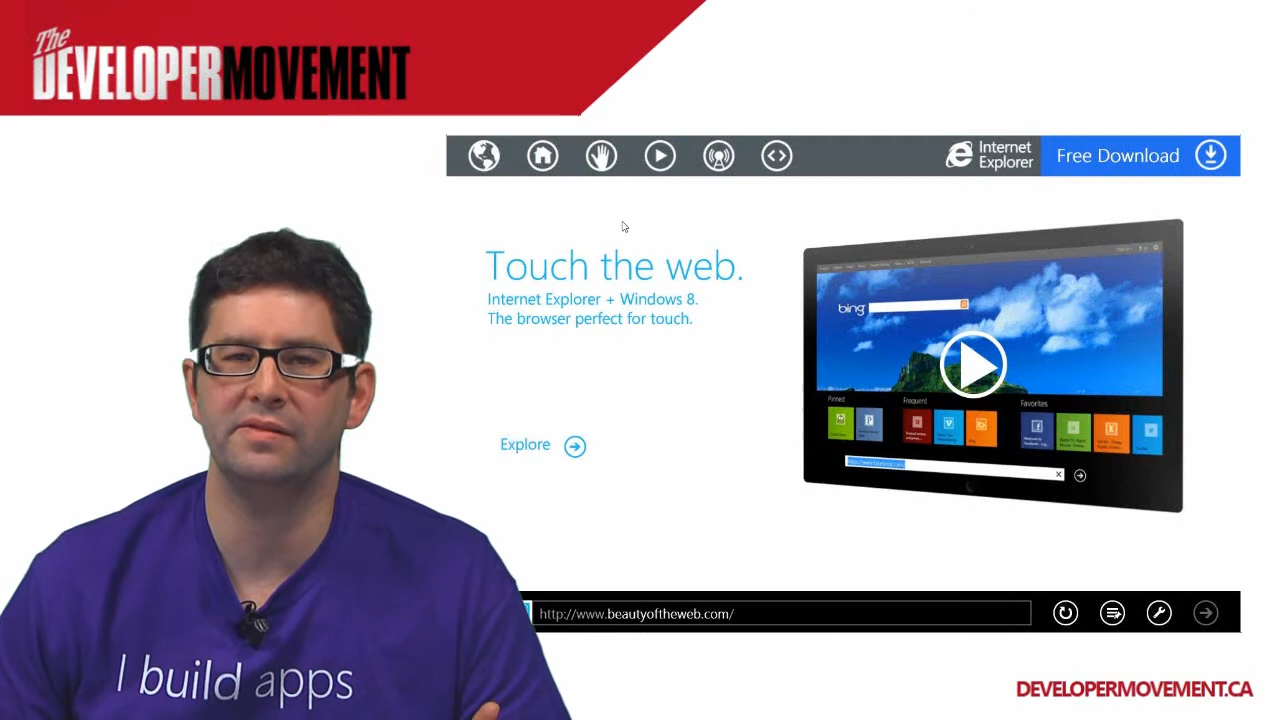 The
DEVELOPERMOVEMENT
Internet
Explorer
Free Download
Touch the web.
Internet Explorer + Windows 8.
The browser perfect for touch.
bing
Pinned
Frequent
Favorites
Explore
http://www.beautyoftheweb.com/
I build apps
DEVELOPERMOVEMENT.CA